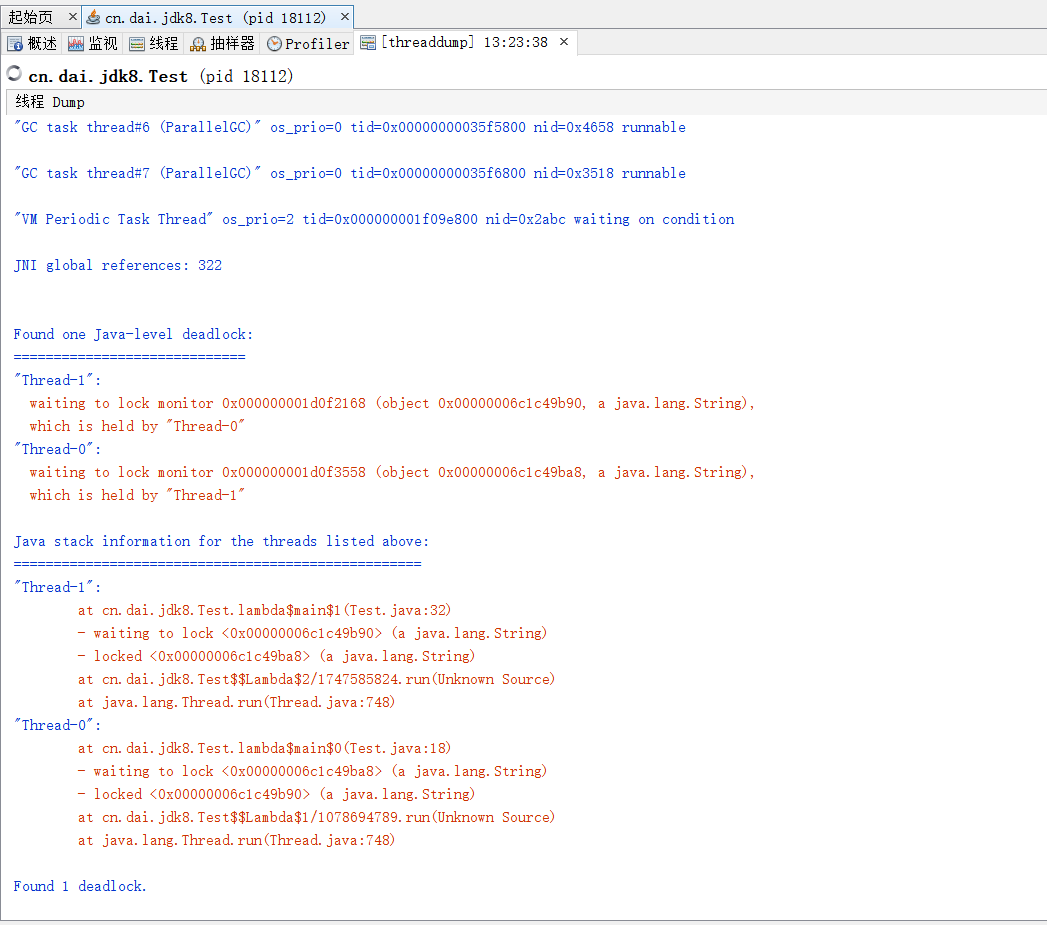 起始页 × cn.dai.jdk8.Test (pid 18112) ×
概述 监视 线程 抽样器 Profiler [threaddump] 13:23:38 ×
cn.dai.jdk8.Test (pid 18112)
线程 Dump
"GC task thread#6 (ParallelGC)" os_prio=0 tid=0x00000000035f5800 nid=0x4658 runnable
"GC task thread#7 (ParallelGC)" os_prio=0 tid=0x00000000035f6800 nid=0x3518 runnable
"VM Periodic Task Thread" os_prio=2 tid=0x000000001f09e800 nid=0x2abc waiting on condition
JNI global references: 322
Found one Java-level deadlock:
=============================
"Thread-1":
waiting to lock monitor 0x000000001d0f2168 (object 0x00000006c1c49b90, a java.lang.String),
which is held by "Thread-0"
"Thread-0":
waiting to lock monitor 0x000000001d0f3558 (object 0x00000006c1c49ba8, a java.lang.String),
which is held by "Thread-1"
Java stack information for the threads listed above:
===================================================
"Thread-1":
at cn.dai.jdk8.Test.lambda$main$1(Test.java:32)
- waiting to lock <0x00000006c1c49b90> (a java.lang.String)
- locked <0x00000006c1c49ba8> (a java.lang.String)
at cn.dai.jdk8.Test$$Lambda$2/1747585824.run(Unknown Source)
at java.lang.Thread.run(Thread.java:748)
"Thread-0":
at cn.dai.jdk8.Test.lambda$main$0(Test.java:18)
- waiting to lock <0x00000006c1c49ba8> (a java.lang.String)
- locked <0x00000006c1c49b90> (a java.lang.String)
at cn.dai.jdk8.Test$$Lambda$1/1078694789.run(Unknown Source)
at java.lang.Thread.run(Thread.java:748)
Found 1 deadlock.